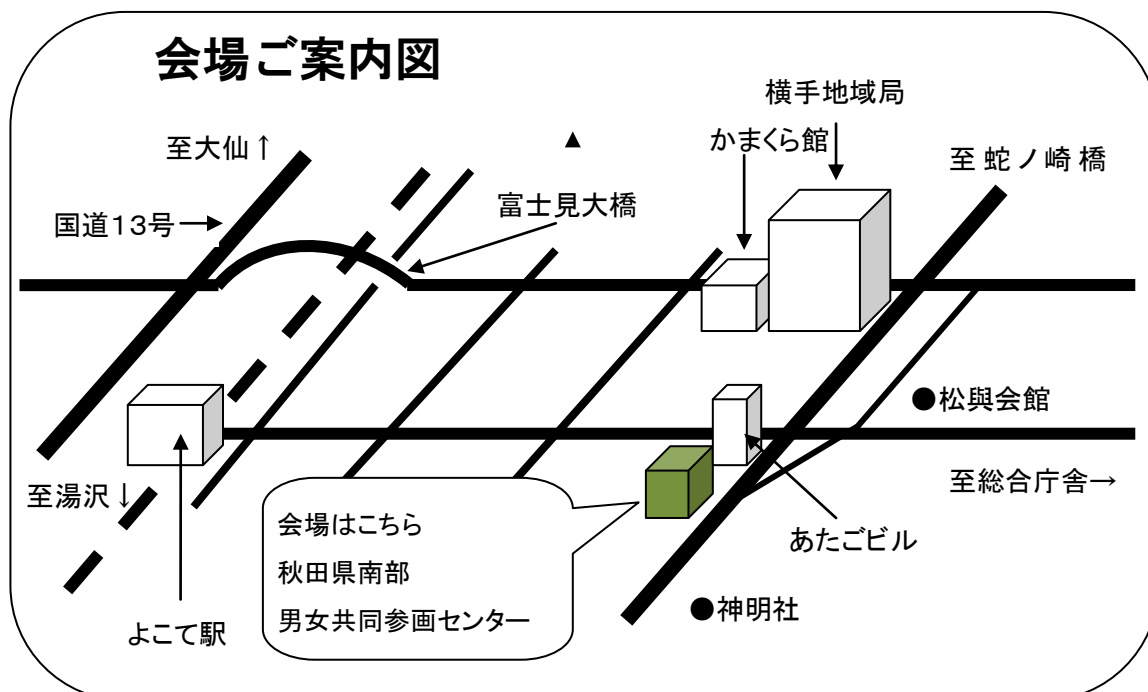 会場ご案内図
横手地域局
かまくら館
至大仙↑
至 蛇 ノ 崎 橋
富士見大橋
国道13号
●松與会館
至湯沢↓
至総合庁舎→
会場はこちら
秋田県南部
男女共同参画センター
あたごビル
●神明社
よこて駅